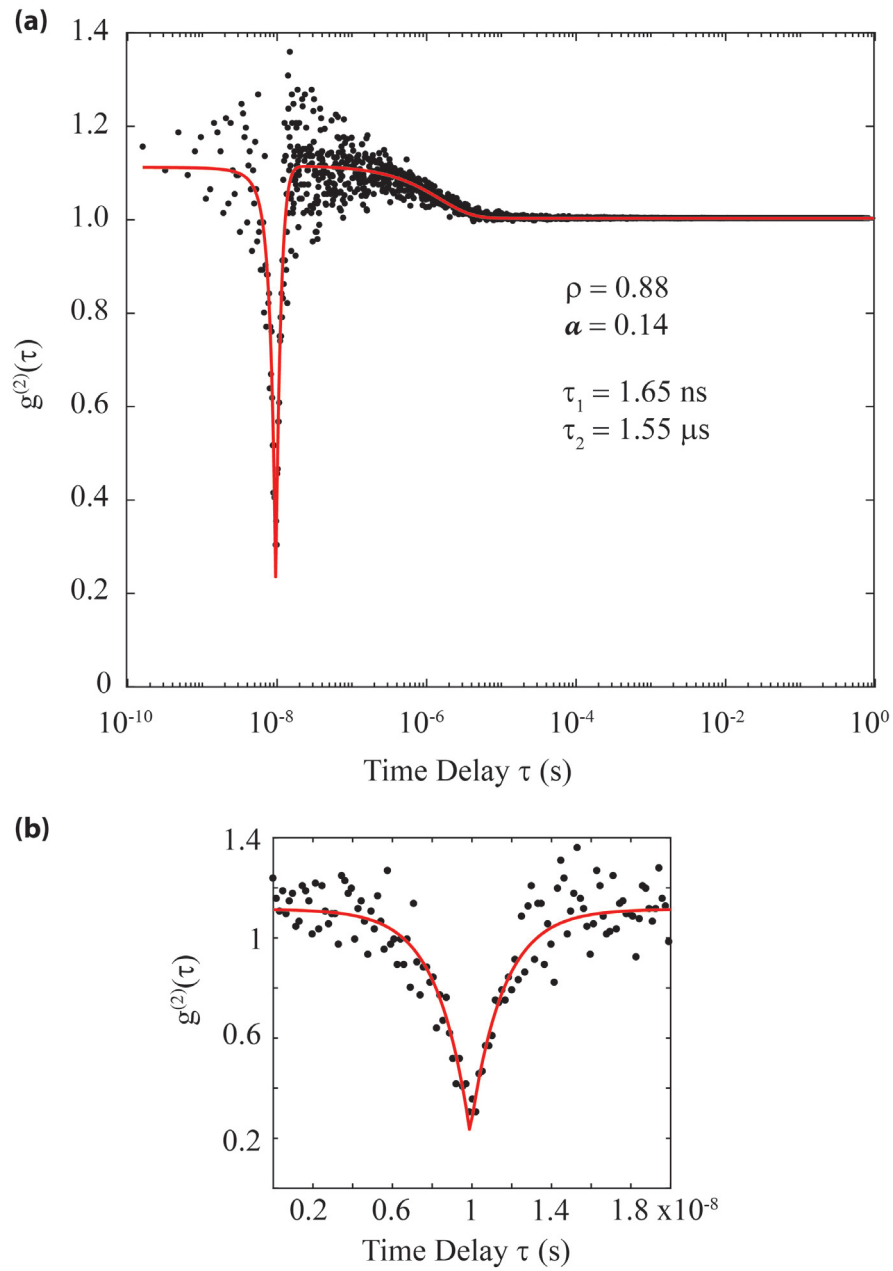 (a)
1.4
1.2
1.0
0.8
0.6
0.4
0.2
0
g⁽²⁾(τ)
ρ = 0.88
a = 0.14
τ₁ = 1.65 ns
τ₂ = 1.55 μs
10⁻¹⁰ 10⁻⁸ 10⁻⁶ 10⁻⁴ 10⁻² 10⁰
Time Delay τ (s)
(b)
1.4
1
0.6
0.2
g⁽²⁾(τ)
0.2 0.6 1 1.4 1.8 x10⁻⁸
Time Delay τ (s)